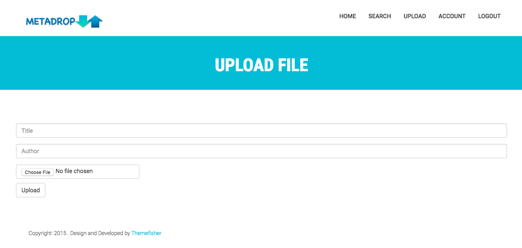 METADROP
HOME SEARCH UPLOAD ACCOUNT LOGOUT
UPLOAD FILE
Title
Author
Choose File No file chosen
Upload
Copyright: 2015. Design and Developed by Themefisher